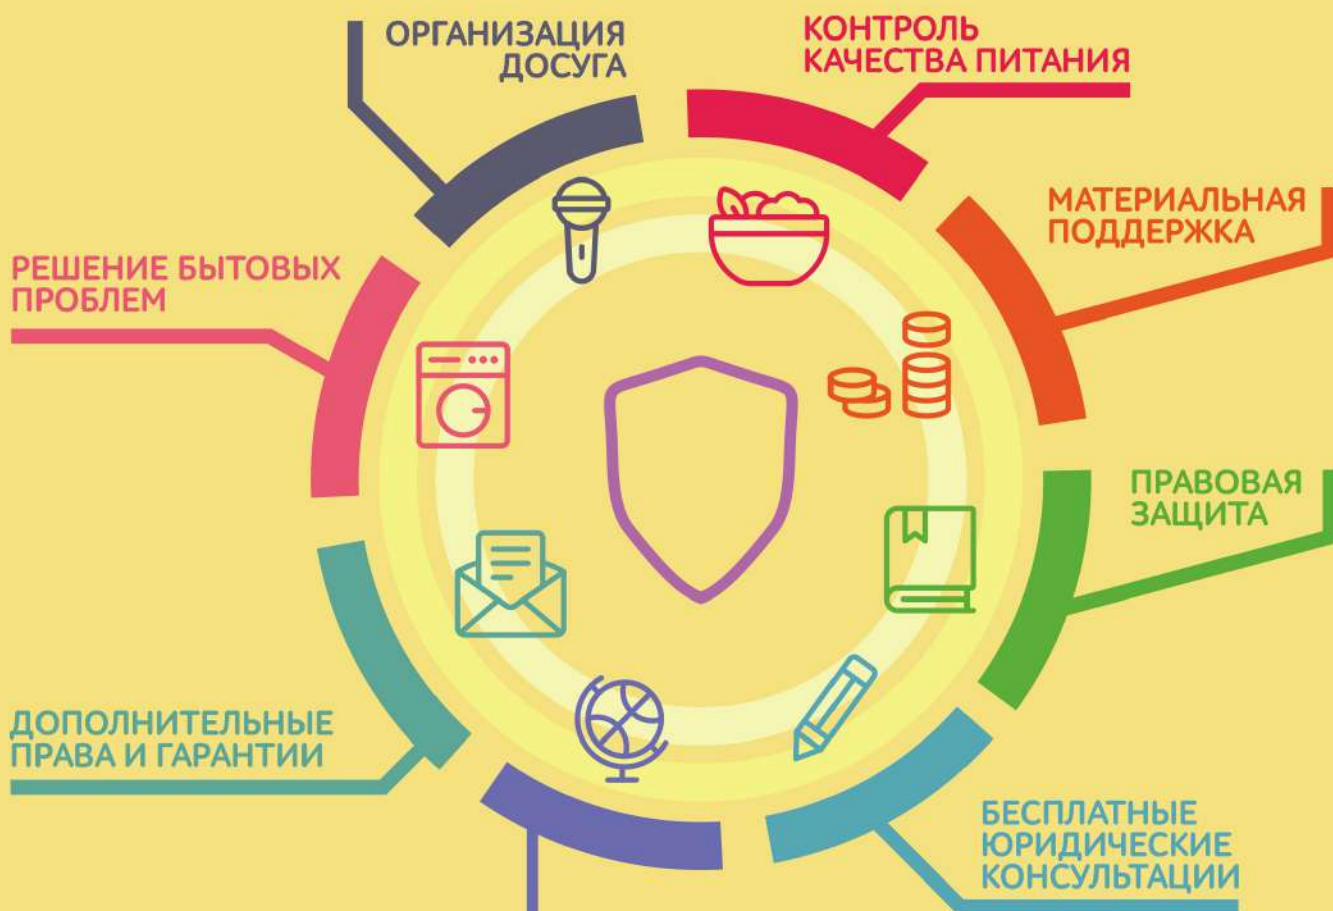 ОРГАНИЗАЦИЯ
ДОСУГА
КОНТРОЛЬ
КАЧЕСТВА ПИТАНИЯ
МАТЕРИАЛЬНАЯ
ПОДДЕРЖКА
РЕШЕНИЕ БЫТОВЫХ
ПРОБЛЕМ
ПРАВОВАЯ
ЗАЩИТА
ДОПОЛНИТЕЛЬНЫЕ
ПРАВА И ГАРАНТИИ
БЕСПЛАТНЫЕ
ЮРИДИЧЕСКИЕ
КОНСУЛЬТАЦИИ